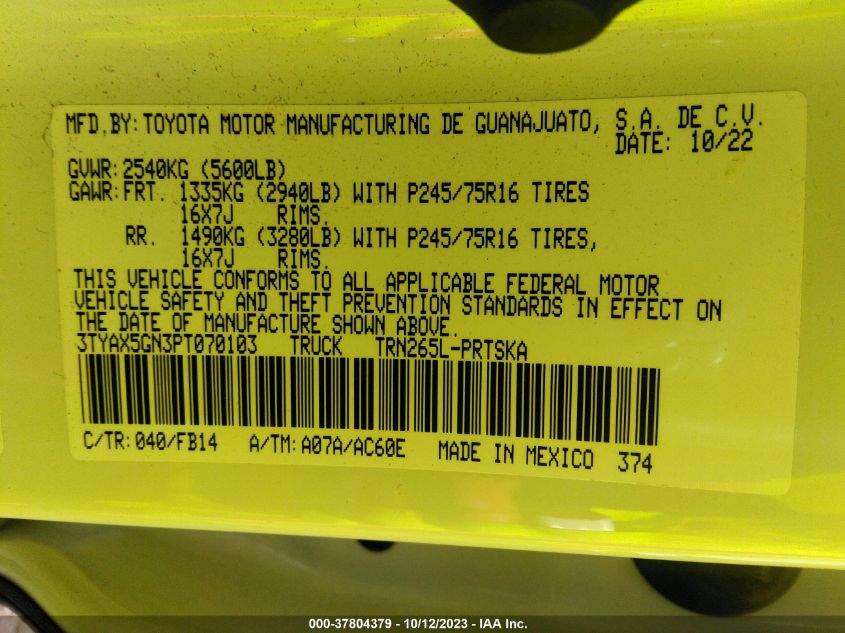 MFD.BY: TOYOTA MOTOR MANUFACTURING DE GUANAJUATO, S.A. DE C.V.
DATE: 10/22
GVWR: 2540KG (5600LB)
GAWR: FRT. 1335KG (2940LB) WITH P245/75R16 TIRES
16X7J RIMS.
RR. 1490KG (3280LB) WITH P245/75R16 TIRES,
16X7J RIMS.
THIS VEHICLE CONFORMS TO ALL APPLICABLE FEDERAL MOTOR
VEHICLE SAFETY AND THEFT PREVENTION STANDARDS IN EFFECT ON
THE DATE OF MANUFACTURE SHOWN ABOVE.
3TYAX5GN3PT070103 TRUCK TRN265L-PRTSKA
C/TR: 040/FB14 A/TM: A07A/AC60E MADE IN MEXICO 374
000-37804379 - 10/12/2023 - IAA Inc.